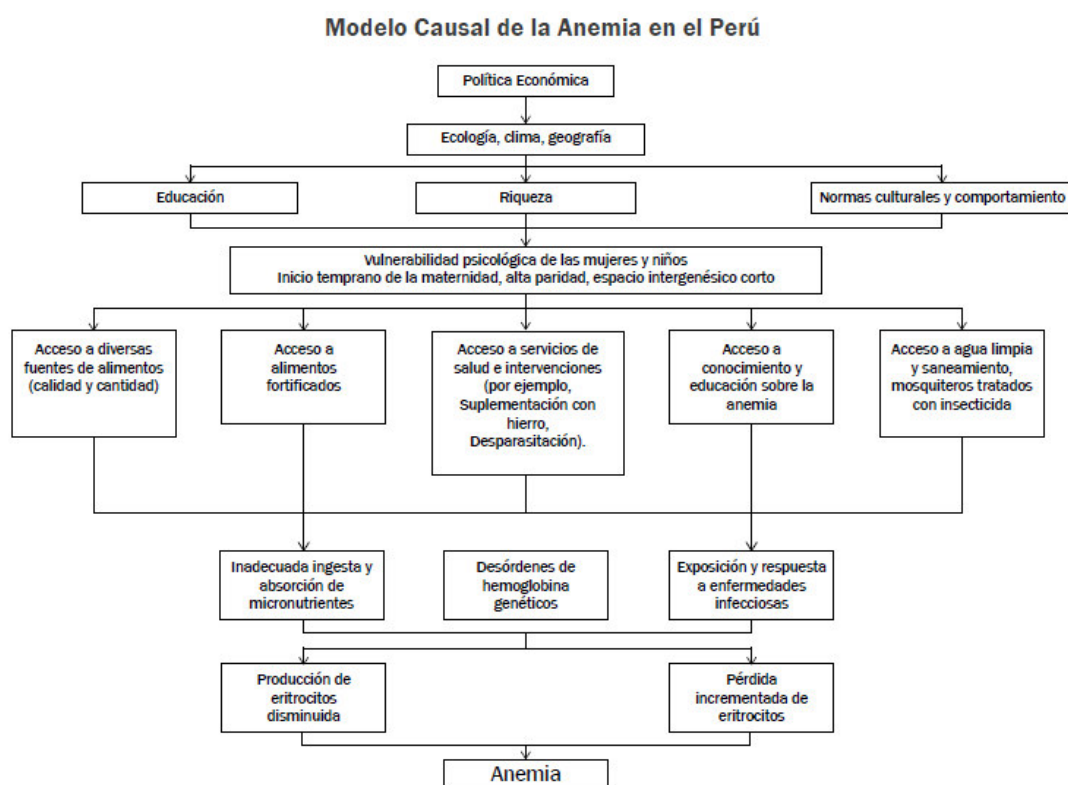 Modelo Causal de la Anemia en el Perú
Política Económica
Ecología, clima, geografía
Educación
Riqueza
Normas culturales y comportamiento
Vulnerabilidad psicológica de las mujeres y niños
Inicio temprano de la maternidad, alta paridad, espacio intergenésico corto
Acceso a diversas
fuentes de alimentos
(calidad y cantidad)
Acceso a
alimentos
fortificados
Acceso a servicios de
salud e intervenciones
(por ejemplo,
Suplementación con
hierro,
Desparasitación).
Acceso a
conocimiento y
educación sobre la
anemia
Acceso a agua limpia
y saneamiento,
mosquiteros tratados
con insecticida
Inadecuada ingesta y
absorción de
micronutrientes
Desórdenes de
hemoglobina
genéticos
Exposición y respuesta
a enfermedades
infecciosas
Producción de
eritrocitos
disminuida
Pérdida
incrementada de
eritrocitos
Anemia